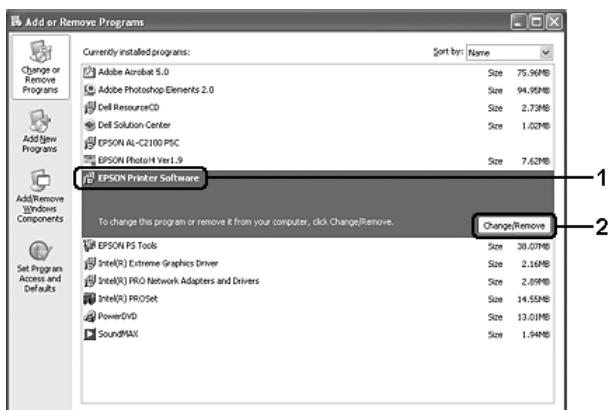 Add or Remove Programs
Currently installed programs:
Sort by: Name
Change or
Remove
Programs
Adobe Acrobat 5.0 Size 75.96MB
Adobe Photoshop Elements 2.0 Size 94.95MB
Dell ResourceCD Size 2.73MB
Dell Solution Center Size 1.02MB
Add New
Programs
EPSON AL-C2100 PSC
EPSON PhotoH Ver1.9 Size 7.62MB
EPSON Printer Software 1
Add/Remove
Windows
Components
To change this program or remove it from your computer, click Change/Remove.
Change/Remove 2
EPSON PS Tools Size 38.07MB
Set Program
Access and
Defaults
Intel(R) Extreme Graphics Driver Size 2.16MB
Intel(R) PRO Network Adapters and Drivers Size 2.89MB
Intel(R) PROSet Size 14.55MB
PowerDVD Size 13.01MB
SoundMAX Size 1.94MB